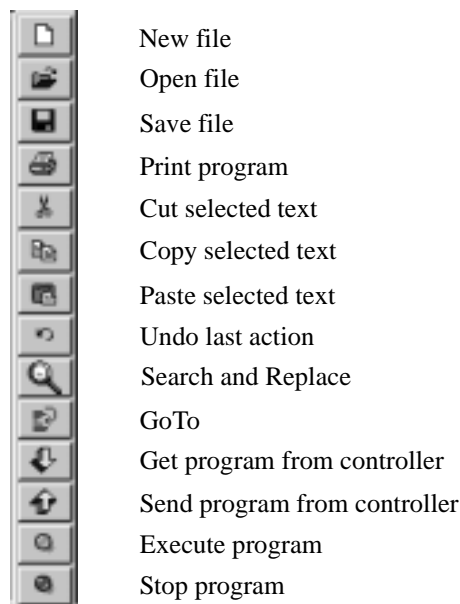 New file
Open file
Save file
Print program
Cut selected text
Copy selected text
Paste selected text
Undo last action
Search and Replace
GoTo
Get program from controller
Send program from controller
Execute program
Stop program